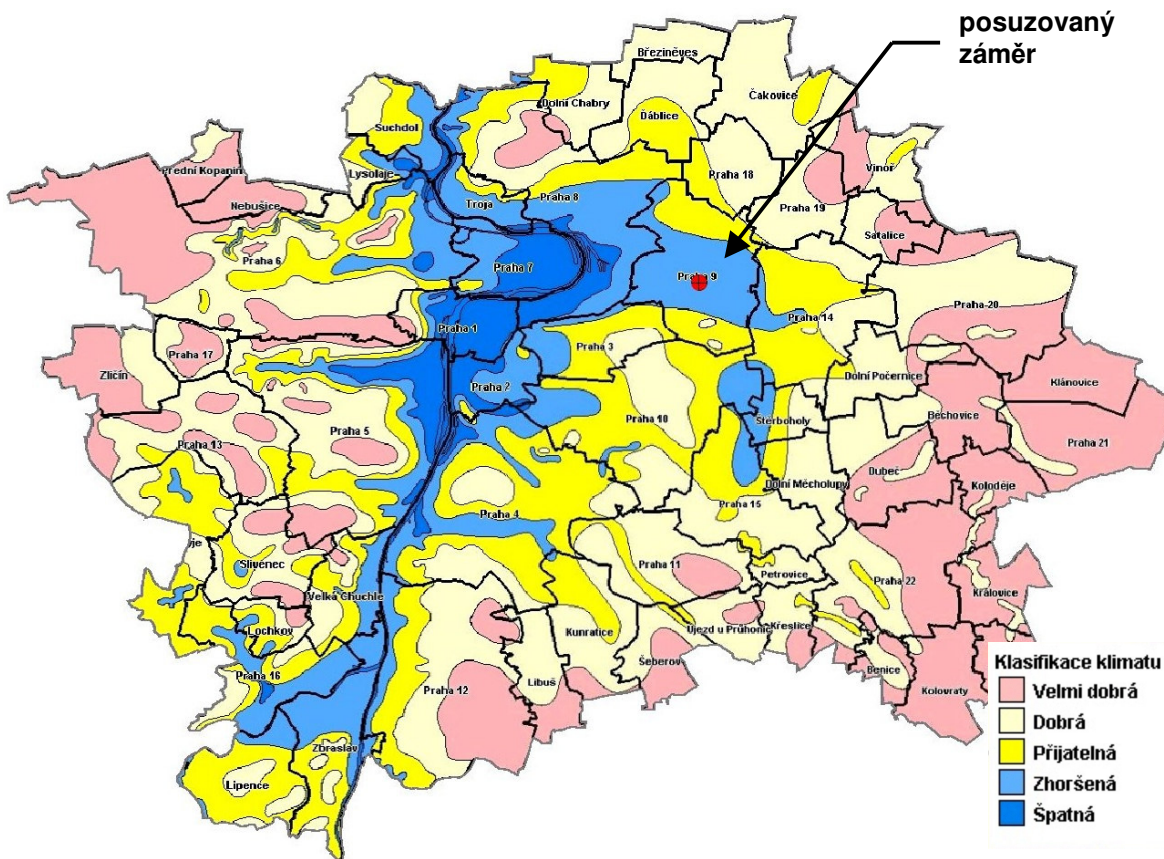 posuzovaný
záměr
Březiněves
Čakovice
Dolní Chabry
Ďáblice
Suchdol
Přední Kopanin
Lysolaje
Praha 18
Vinoř
Nebušice
Troja
Praha 8
Praha 19
Satalice
Praha 6
Praha 7
Praha 9
Praha-20
Praha 14
Praha 1
Praha 3
Praha 17
Zličín
Praha 2
Dolní Počernice
Klánovice
Běchovice
Praha 5
Praha 10
Štěrboholy
Praha 13
Praha 21
Dubeč
Dolní Měcholupy
Koloděje
Praha 4
Praha 15
Slivenec
Praha 11
Petrovice
Praha 22
Královice
Velká Chuchle
Lochkov
Kunratice
Újezd u Průhonic
Křeslice
Šeberov
Benice
Praha 16
Praha 12
Libuš
Kolovraty
Zbraslav
Lipence
Klasifikace klimatu
Velmi dobrá
Dobrá
Přijatelná
Zhoršená
Špatná